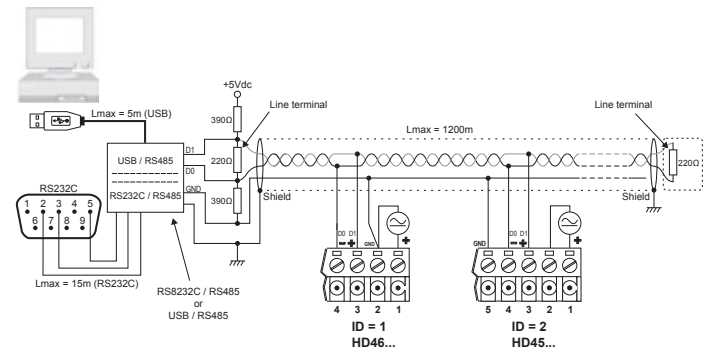 +5Vdc
390Ω
Line terminal
Line terminal
Lmax = 5m (USB)
Lmax = 1200m
D1
USB / RS485
220Ω
220Ω
D0
RS232C
GND
RS232C / RS485
390Ω
Shield
Shield
1 2 3 4 5
6 7 8 9
Lmax = 15m (RS232C)
D0 D1
- +
GND
+
GND
D0 D1
- +
+
RS8232C / RS485
or
USB / RS485
4 3 2 1
5 4 3 2 1
ID = 1
HD46...
ID = 2
HD45...